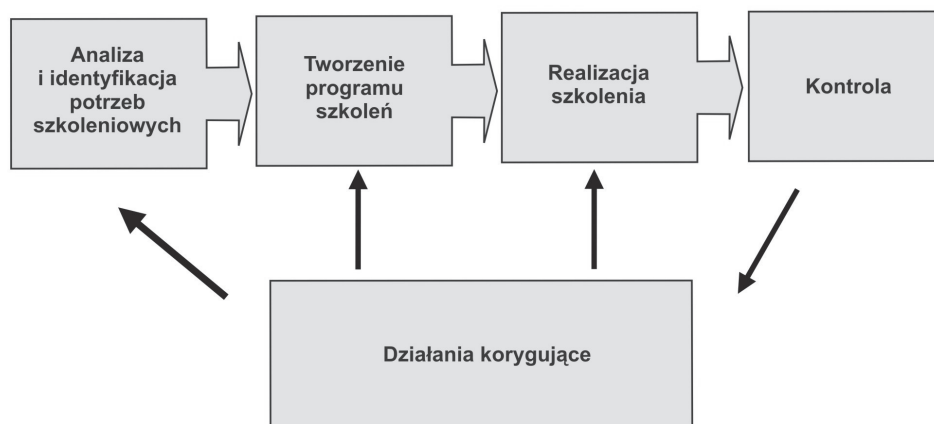 Analiza
i identyfikacja
potrzeb
szkoleniowych
Tworzenie
programu
szkoleń
Realizacja
szkolenia
Kontrola
Działania korygujące